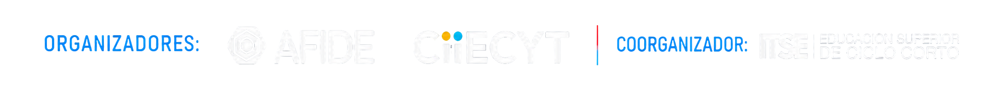 ORGANIZADORES: AFIDE CiiECYT COORGANIZADOR: ITSE EDUCACIÓN SUPERIOR
DE CICLO CORTO